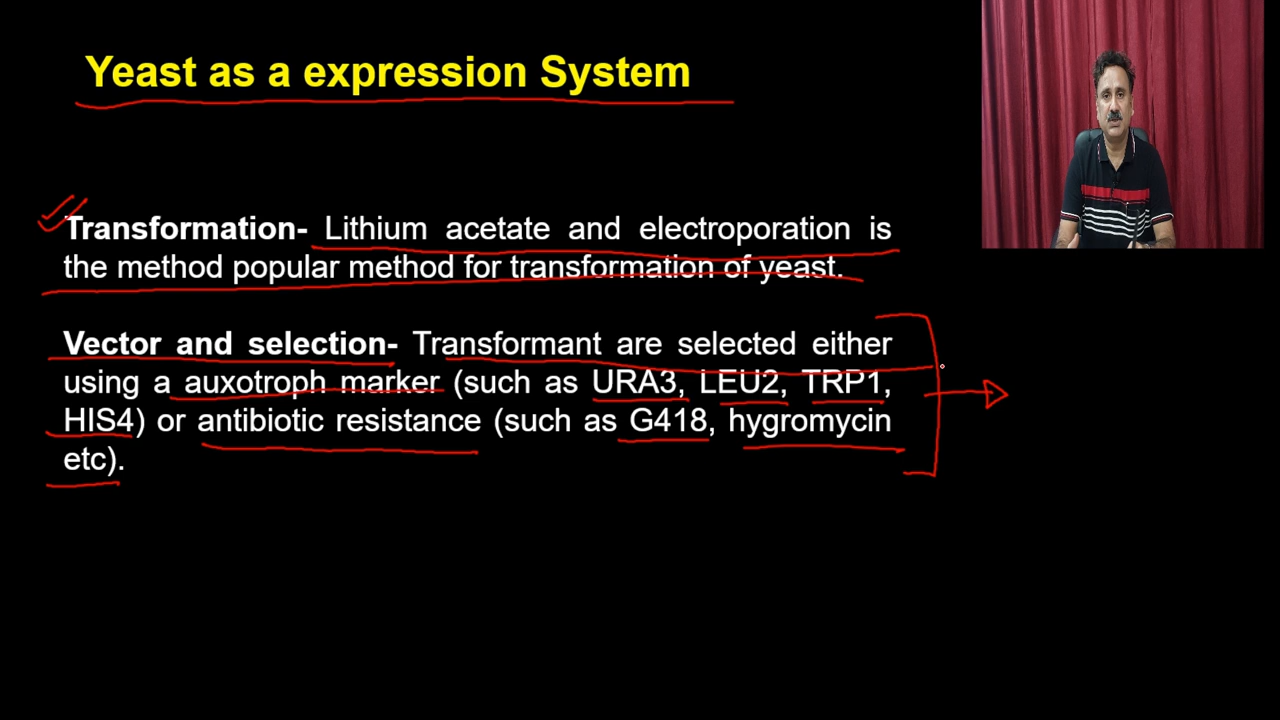 Yeast as a expression System
Transformation- Lithium acetate and electroporation is
the method popular method for transformation of yeast.
Vector and selection- Transformant are selected either
using a auxotroph marker (such as URA3, LEU2, TRP1,
HIS4) or antibiotic resistance (such as G418, hygromycin
etc).